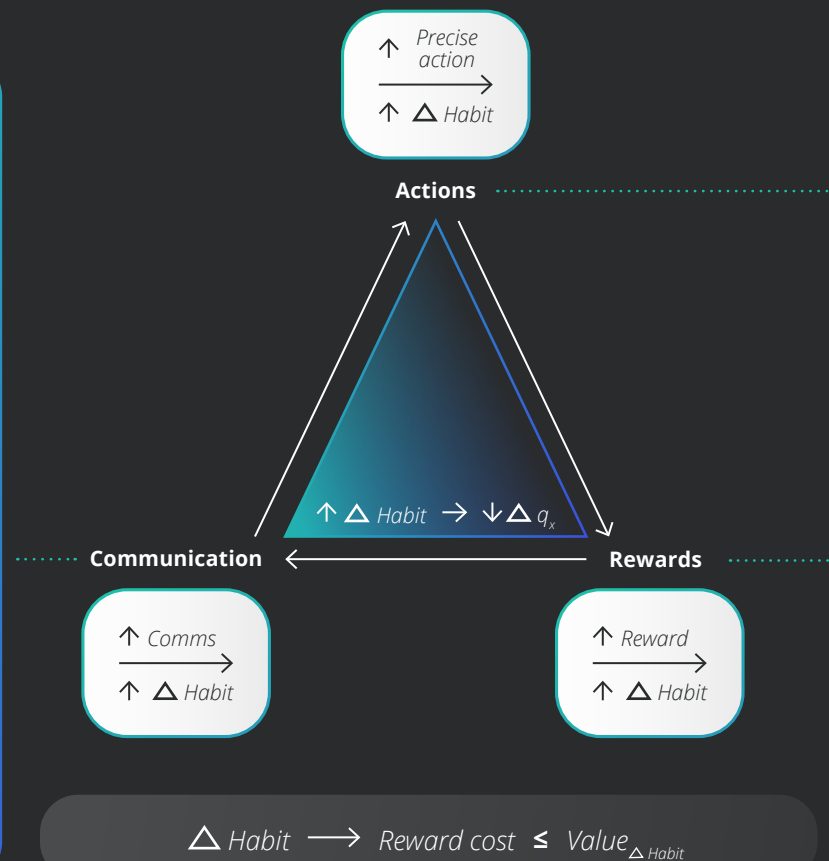 ↑ Precise
action
↑ △ Habit
Actions
↑ △ Habit → ↓ △ qₓ
Communication
Rewards
↑ Comms
↑ △ Habit
↑ Reward
↑ △ Habit
△ Habit → Reward cost ≤ Value △ Habit